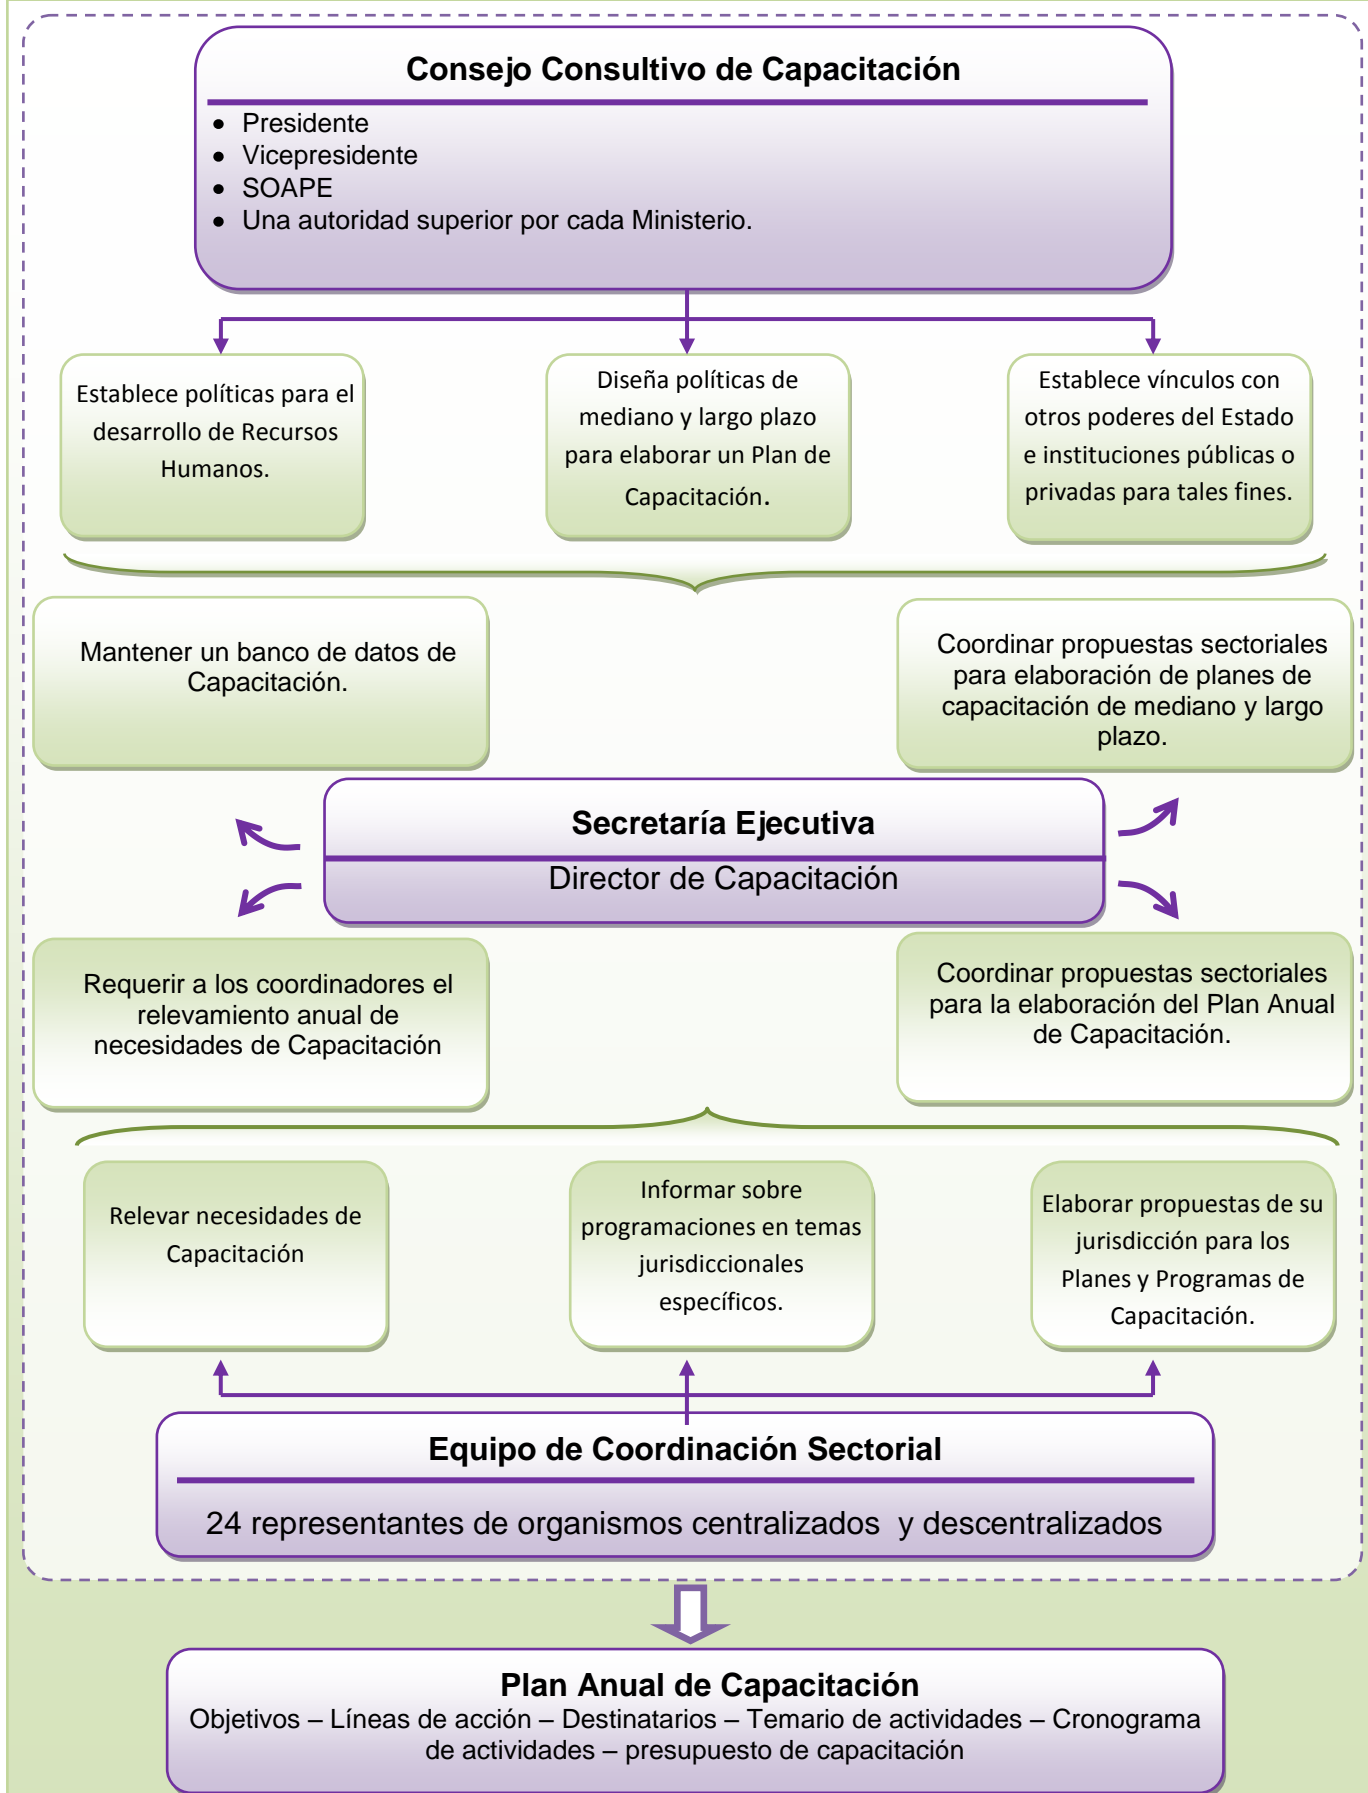 Consejo Consultivo de Capacitación
• Presidente
• Vicepresidente
• SOAPE
• Una autoridad superior por cada Ministerio.
Establece políticas para el
desarrollo de Recursos
Humanos.
Diseña políticas de
mediano y largo plazo
para elaborar un Plan de
Capacitación.
Establece vínculos con
otros poderes del Estado
e instituciones públicas o
privadas para tales fines.
Mantener un banco de datos de
Capacitación.
Coordinar propuestas sectoriales
para elaboración de planes de
capacitación de mediano y largo
plazo.
Secretaría Ejecutiva
Director de Capacitación
Requerir a los coordinadores el
relevamiento anual de
necesidades de Capacitación
Coordinar propuestas sectoriales
para la elaboración del Plan Anual
de Capacitación.
Relevar necesidades de
Capacitación
Informar sobre
programaciones en temas
jurisdiccionales
específicos.
Elaborar propuestas de su
jurisdicción para los
Planes y Programas de
Capacitación.
Equipo de Coordinación Sectorial
24 representantes de organismos centralizados  y descentralizados
Plan Anual de Capacitación
Objetivos – Líneas de acción – Destinatarios – Temario de actividades – Cronograma
de actividades – presupuesto de capacitación